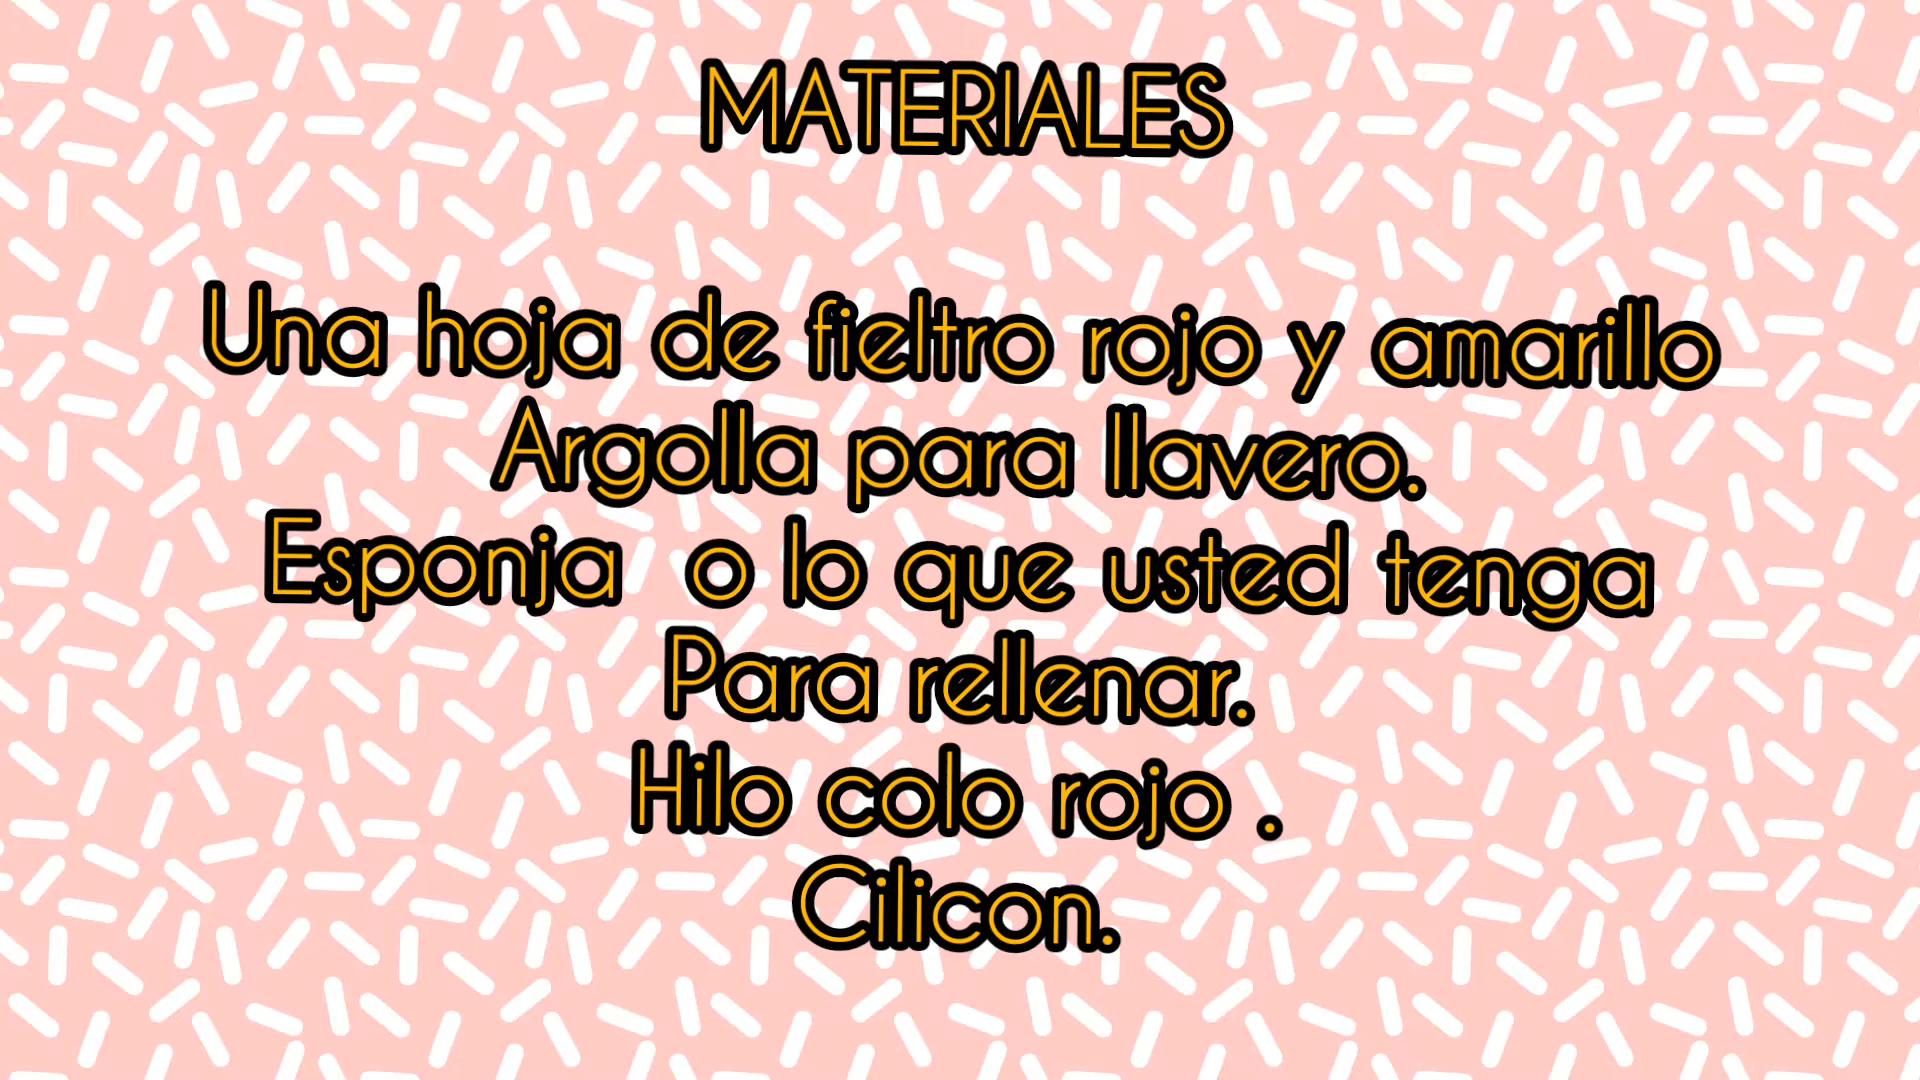 MATERIALES
Una hoja de fieltro rojo y amarillo
Argolla para llavero.
Esponja  o lo que usted tenga
Para rellenar.
Hilo colo rojo .
Cilicon.